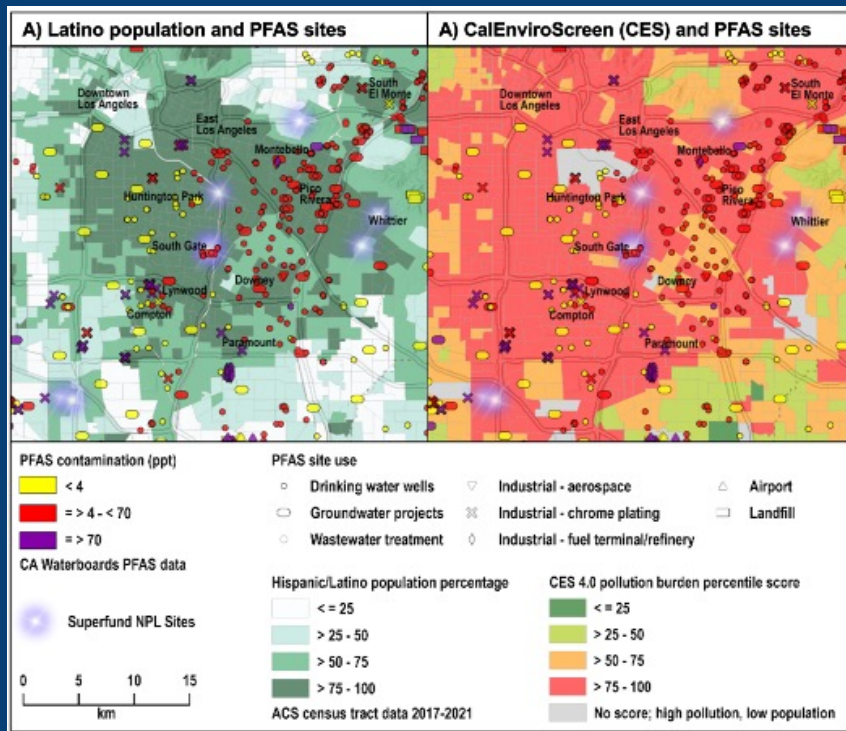 A) Latino population and PFAS sites
A) CalEnviroScreen (CES) and PFAS sites
Downtown
Los Angeles
East
Los Angeles
South
El Monte
Montebello
Huntington Park
Pico
Rivera
Whittier
South Gate
Downey
Lynwood
Compton
Paramount
Downtown
Los Angeles
East
Los Angeles
South
El Monte
Montebello
Huntington Park
Pico
Rivera
Whittier
South Gate
Downey
Lynwood
Compton
Paramount
PFAS contamination (ppt)
< 4
= > 4 - < 70
= > 70
CA Waterboards PFAS data
Superfund NPL Sites
0 5 10 15
km
PFAS site use
Drinking water wells
Groundwater projects
Wastewater treatment
Industrial - aerospace
Industrial - chrome plating
Industrial - fuel terminal/refinery
Airport
Landfill
Hispanic/Latino population percentage
< = 25
> 25 - 50
> 50 - 75
> 75 - 100
ACS census tract data 2017-2021
CES 4.0 pollution burden percentile score
< = 25
> 25 - 50
> 50 - 75
> 75 - 100
No score; high pollution, low population